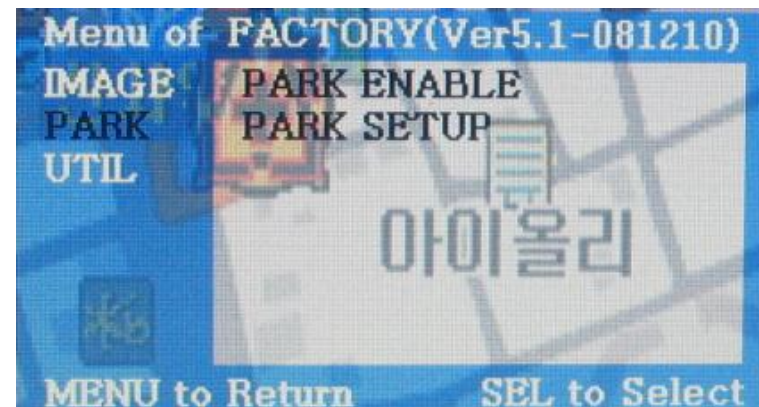 Menu of FACTORY(Ver5.1-081210)
IMAGE PARK ENABLE
PARK PARK SETUP
UTIL
아이올리
MENU to Return SEL to Select